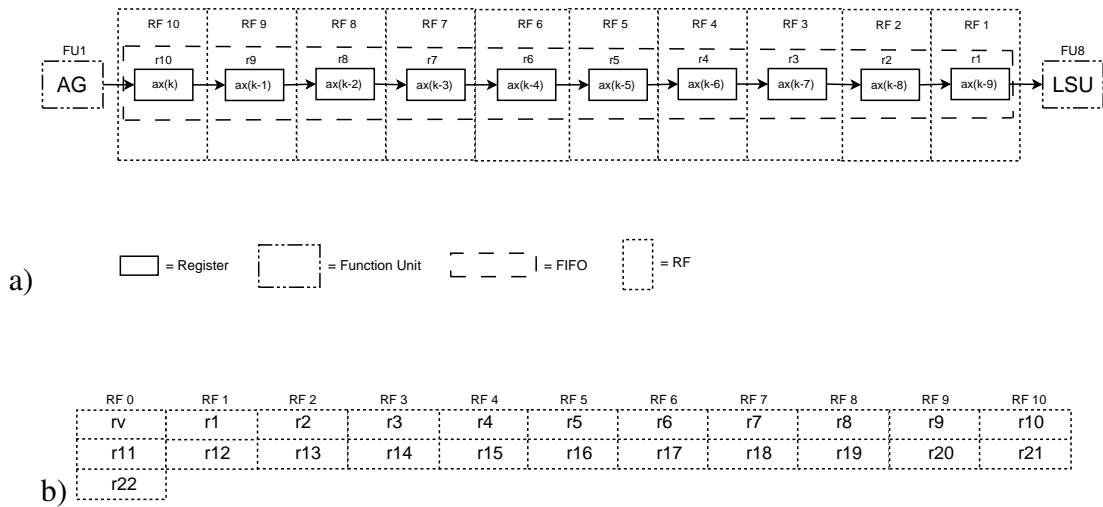 RF 10 RF 9 RF 8 RF 7 RF 6 RF 5 RF 4 RF 3 RF 2 RF 1
FU1 FU8
r10 r9 r8 r7 r6 r5 r4 r3 r2 r1
AG ax(k) ax(k-1) ax(k-2) ax(k-3) ax(k-4) ax(k-5) ax(k-6) ax(k-7) ax(k-8) ax(k-9) LSU
a) = Register = Function Unit = FIFO = RF
RF 0 RF 1 RF 2 RF 3 RF 4 RF 5 RF 6 RF 7 RF 8 RF 9 RF 10
rv r1 r2 r3 r4 r5 r6 r7 r8 r9 r10
r11 r12 r13 r14 r15 r16 r17 r18 r19 r20 r21
b) r22